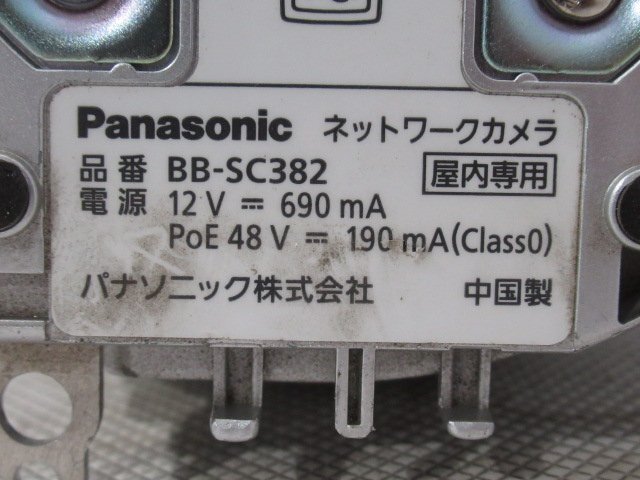 Panasonic ネットワークカメラ
品番 BB-SC382 屋内専用
電源 12 V ⎓ 690 mA
PoE 48 V ⎓ 190 mA(Class0)
パナソニック株式会社 中国製